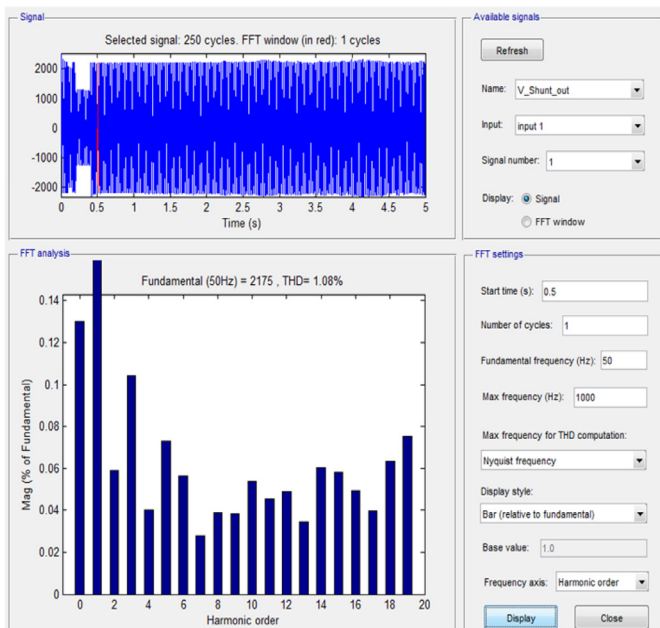 Signal
Selected signal: 250 cycles. FFT window (in red): 1 cycles
2000
1000
0
-1000
-2000
0 0.5 1 1.5 2 2.5 3 3.5 4 4.5 5
Time (s)
Available signals
Refresh
Name: V_Shunt_out
Input: input 1
Signal number: 1
Display: Signal
FFT window
FFT analysis
Fundamental (50Hz) = 2175 , THD= 1.08%
Mag (% of Fundamental)
0.14
0.12
0.1
0.08
0.06
0.04
0.02
0
0 2 4 6 8 10 12 14 16 18 20
Harmonic order
FFT settings
Start time (s): 0.5
Number of cycles: 1
Fundamental frequency (Hz): 50
Max frequency (Hz): 1000
Max frequency for THD computation:
Nyquist frequency
Display style:
Bar (relative to fundamental)
Base value: 1.0
Frequency axis: Harmonic order
Display Close